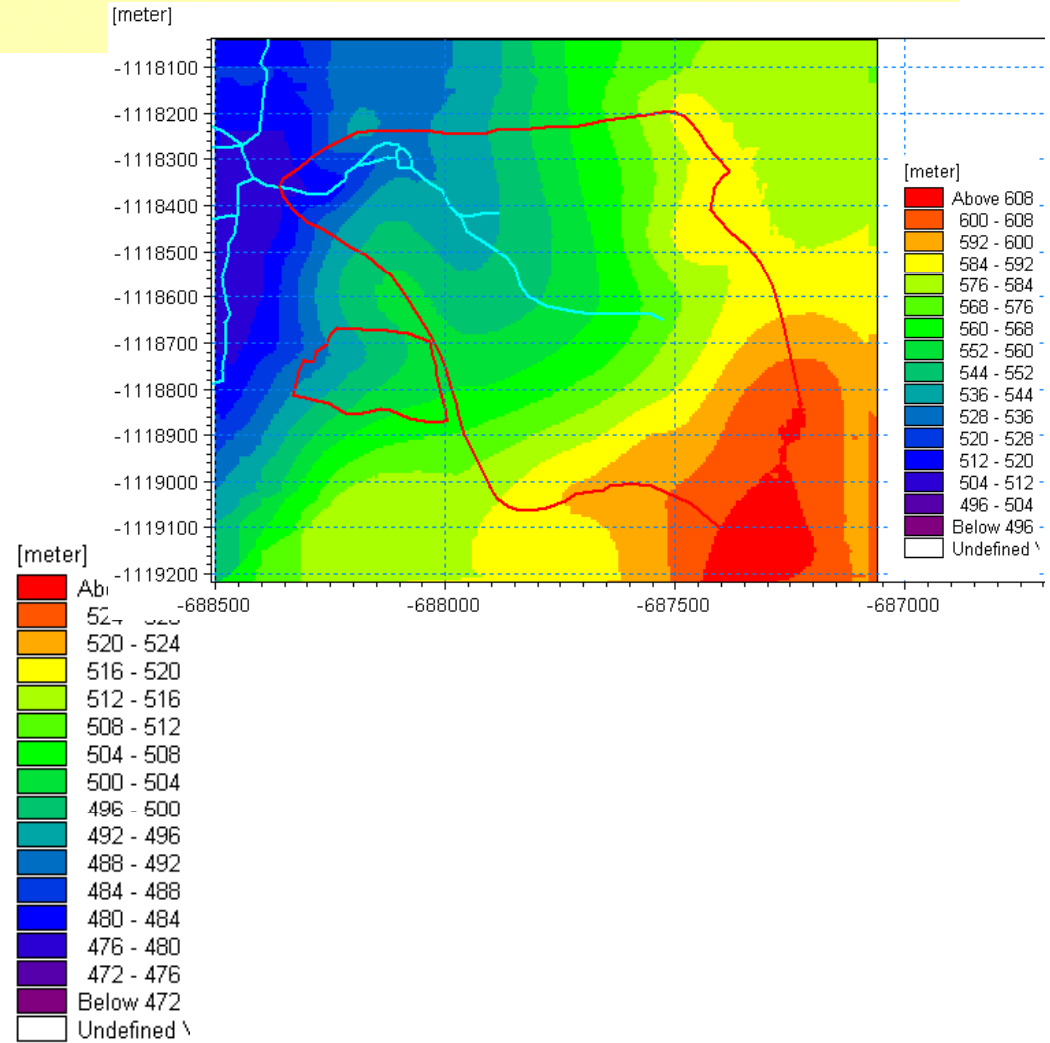 [meter]
-1118100
-1118200
-1118300
-1118400
-1118500
-1118600
-1118700
-1118800
-1118900
-1119000
-1119100
-1119200
-688500 -688000 -687500 -687000
[meter]
Above 608
600 - 608
592 - 600
584 - 592
576 - 584
568 - 576
560 - 568
552 - 560
544 - 552
536 - 544
528 - 536
520 - 528
512 - 520
504 - 512
496 - 504
Below 496
Undefined \
[meter]
520 - 524
516 - 520
512 - 516
508 - 512
504 - 508
500 - 504
496 - 500
492 - 496
488 - 492
484 - 488
480 - 484
476 - 480
472 - 476
Below 472
Undefined \